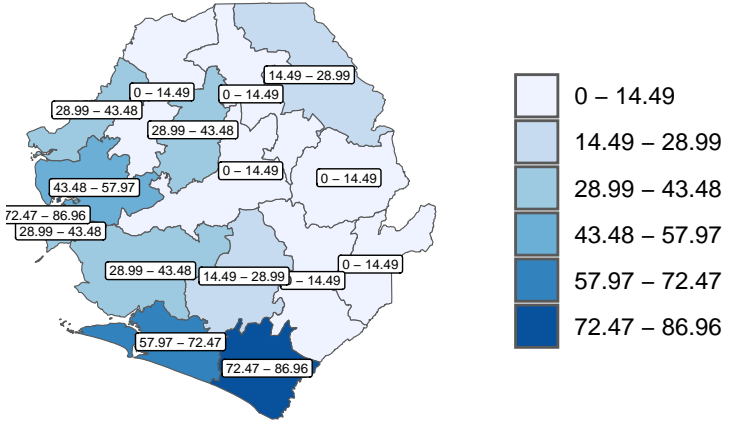 14.49 – 28.99
0 – 14.49
0 – 14.49
28.99 – 43.48
28.99 – 43.48
0 – 14.49
0 – 14.49
43.48 – 57.97
72.47 – 86.96
28.99 – 43.48
0 – 14.49
28.99 – 43.48
14.49 – 28.99
0 – 14.49
57.97 – 72.47
72.47 – 86.96
0 – 14.49
14.49 – 28.99
28.99 – 43.48
43.48 – 57.97
57.97 – 72.47
72.47 – 86.96